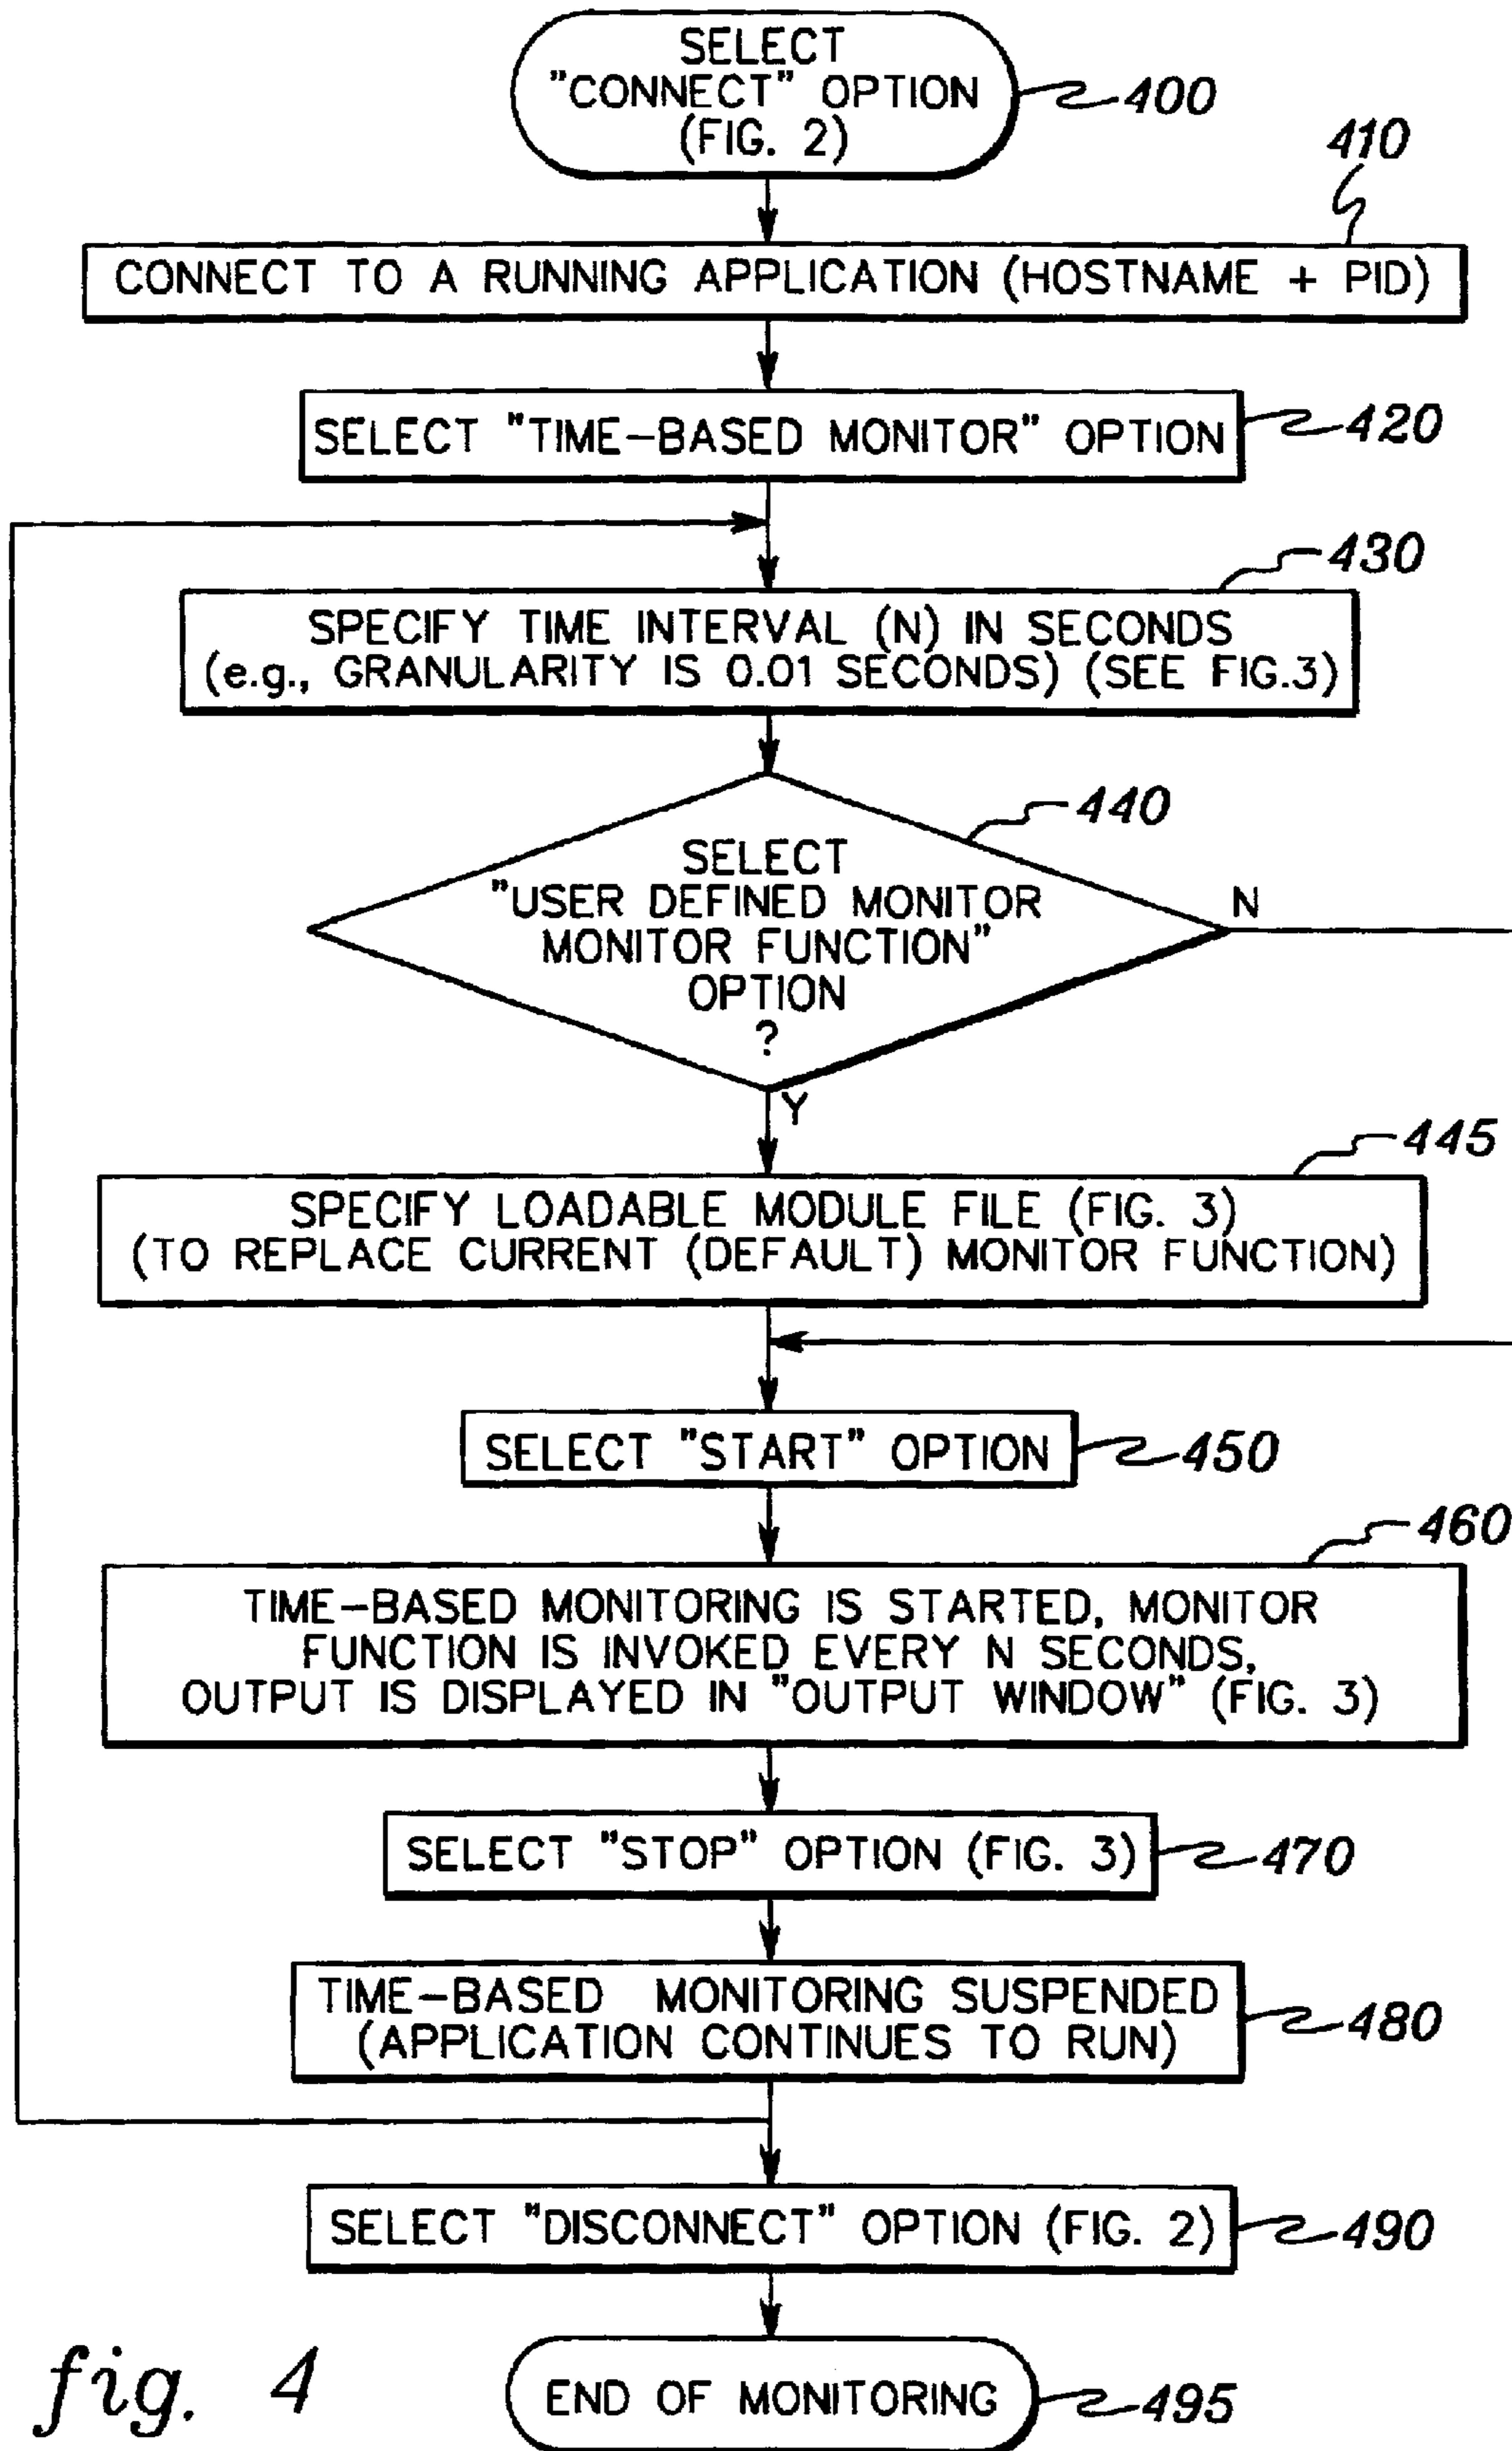 SELECT
"CONNECT" OPTION
(FIG. 2)
400
410
CONNECT TO A RUNNING APPLICATION (HOSTNAME + PID)
SELECT "TIME-BASED MONITOR" OPTION
420
430
SPECIFY TIME INTERVAL (N) IN SECONDS
(e.g., GRANULARITY IS 0.01 SECONDS) (SEE FIG.3)
440
SELECT
"USER DEFINED MONITOR
MONITOR FUNCTION"
OPTION
?
N
Y
445
SPECIFY LOADABLE MODULE FILE (FIG. 3)
(TO REPLACE CURRENT (DEFAULT) MONITOR FUNCTION)
SELECT "START" OPTION
450
460
TIME-BASED MONITORING IS STARTED, MONITOR
FUNCTION IS INVOKED EVERY N SECONDS,
OUTPUT IS DISPLAYED IN "OUTPUT WINDOW" (FIG. 3)
SELECT "STOP" OPTION (FIG. 3)
470
TIME-BASED MONITORING SUSPENDED
(APPLICATION CONTINUES TO RUN)
480
SELECT "DISCONNECT" OPTION (FIG. 2)
490
END OF MONITORING
495
fig. 4